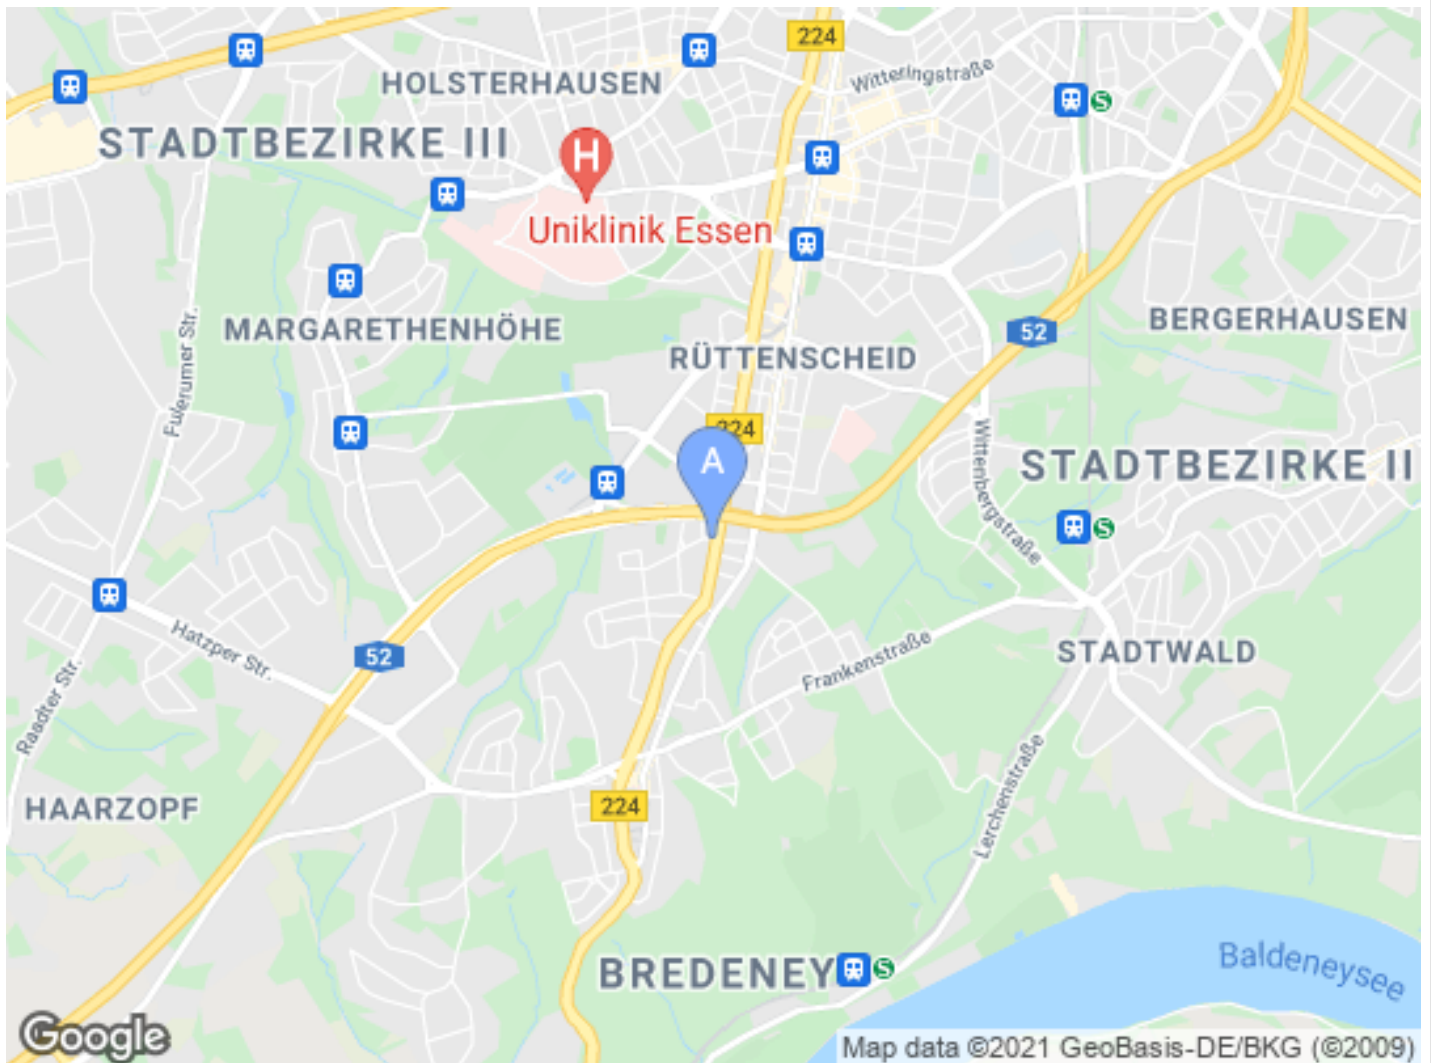 224
HOLSTERHAUSEN
Witteringstraße
S
STADTBEZIRKE III
H
Uniklinik Essen
Fulerumer Str.
MARGARETHENHÖHE
BERGERHAUSEN
52
RÜTTENSCHEID
224
A
STADTBEZIRKE II
Wittenbergstraße
S
Hatzper Str.
52
Frankenstraße
STADTWALD
Raadter Str.
Lerchenstraße
HAARZOPF
224
Baldeneysee
BREDENEY
S
Google
Map data ©2021 GeoBasis-DE/BKG (©2009)